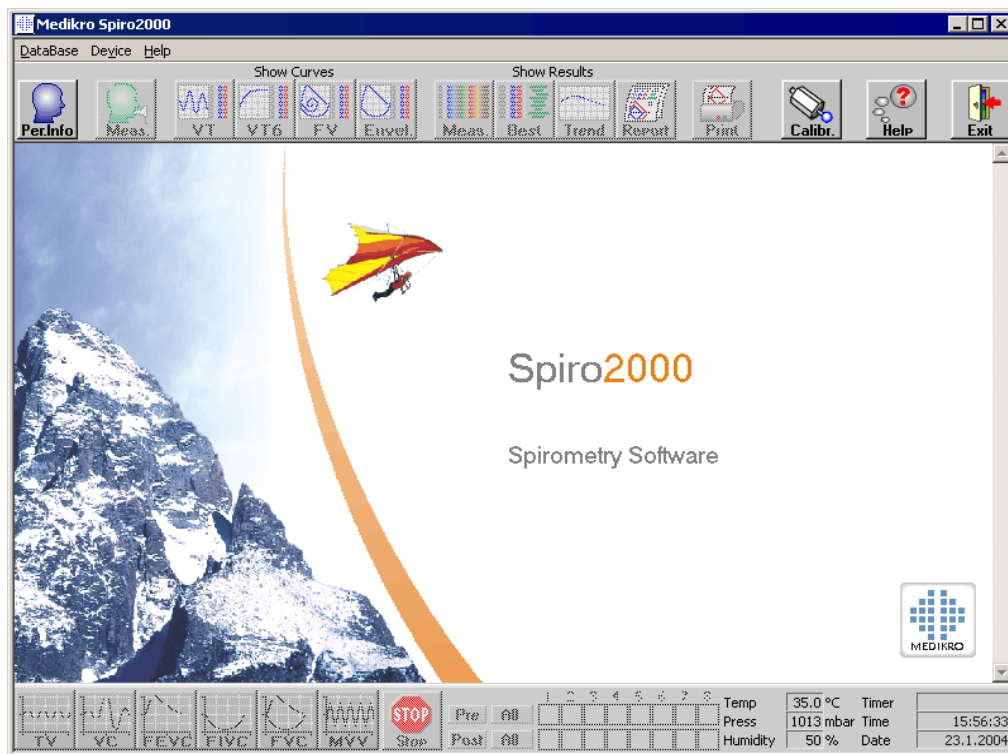 Medikro Spiro2000
DataBase Device Help
Show Curves Show Results
Per.Info Meas. VT VT6 FV Envel. Meas. Best Trend Report Print Calibr. Help Exit
Spiro2000
Spirometry Software
MEDIKRO
1 2 3 4 5 6 7 8
Temp 35.0 °C Timer
Pre All Press 1013 mbar Time 15:56:33
TV VC FEVC FIVC FVC MVV STOP Stop Post All Humidity 50 % Date 23.1.2004